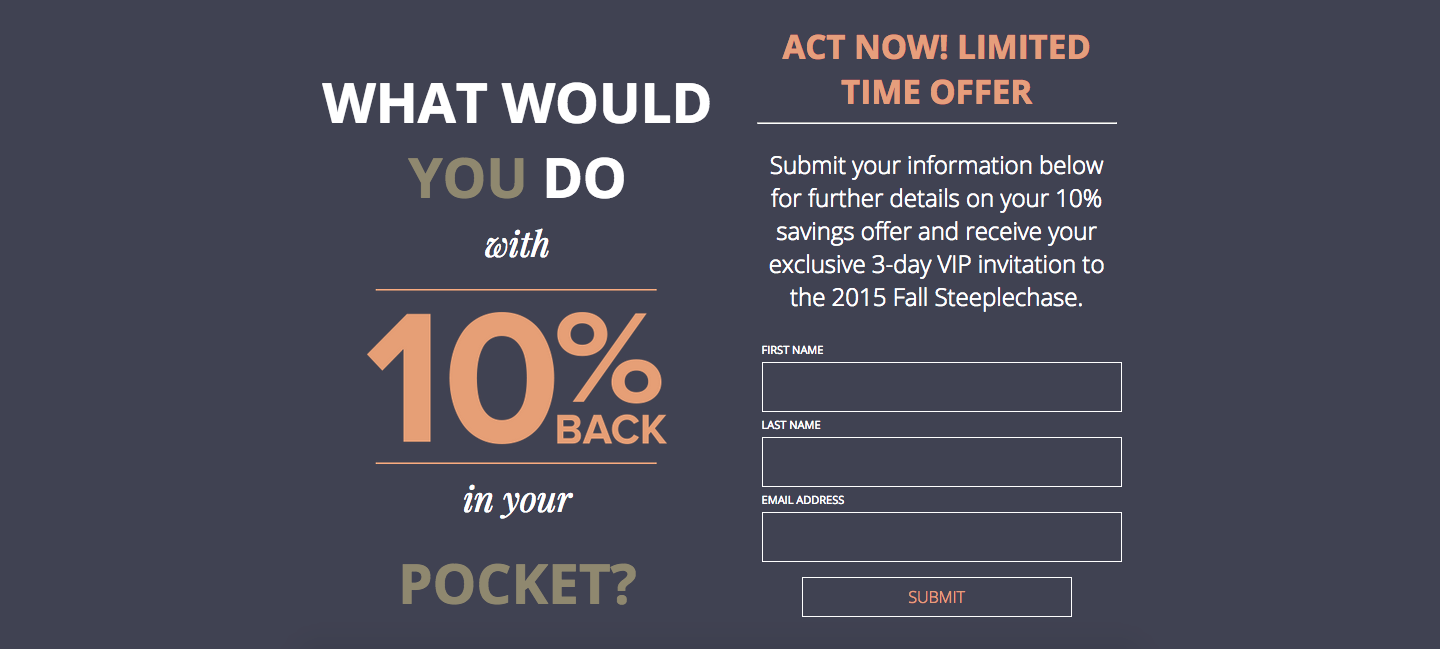 WHAT WOULD
YOU DO
with
10%
BACK
in your
POCKET?
ACT NOW! LIMITED
TIME OFFER
Submit your information below
for further details on your 10%
savings offer and receive your
exclusive 3-day VIP invitation to
the 2015 Fall Steeplechase.
FIRST NAME
LAST NAME
EMAIL ADDRESS
SUBMIT